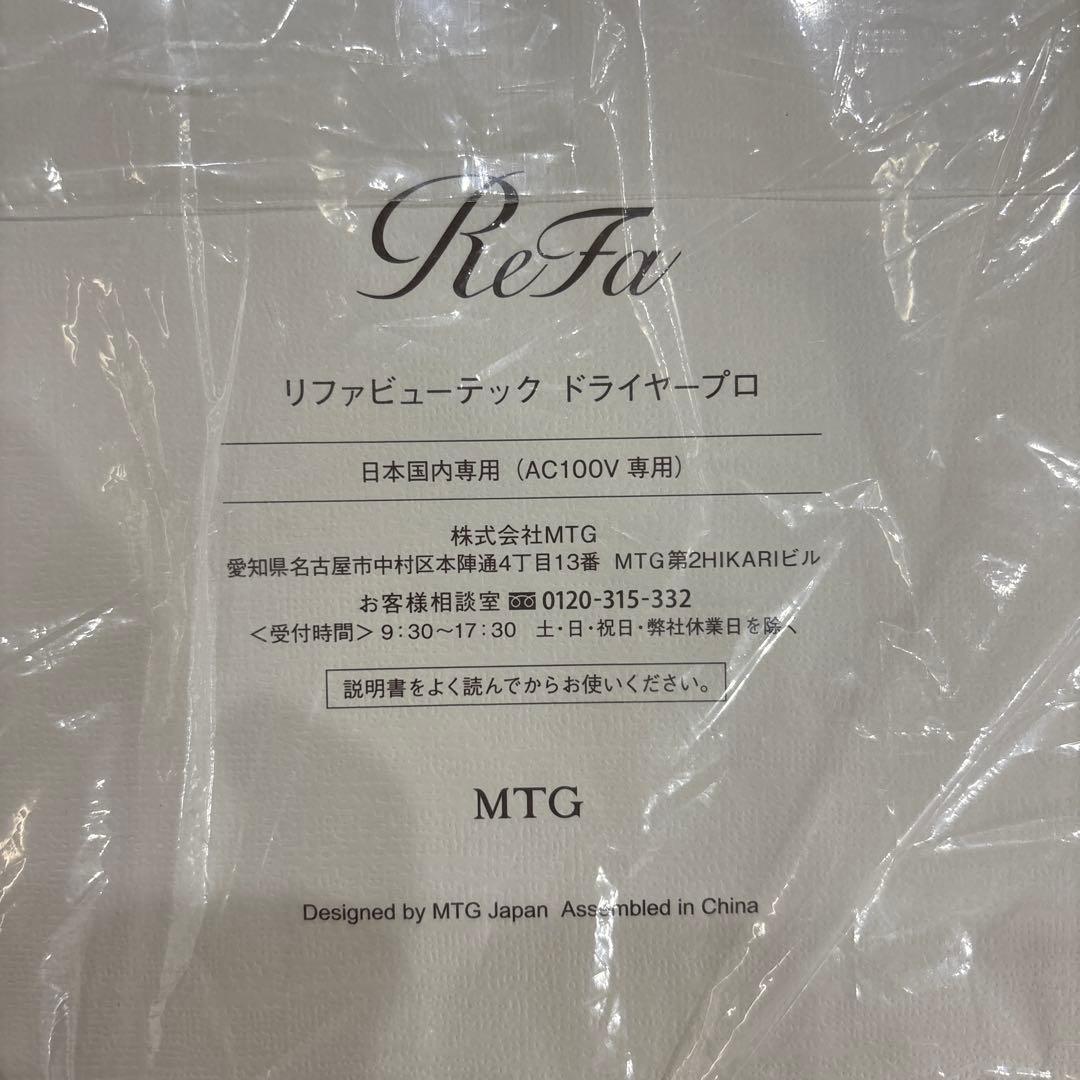 ReFa
リファビューテック ドライヤープロ
日本国内専用（AC100V 専用）
株式会社MTG
愛知県名古屋市中村区本陣通4丁目13番 MTG第2HIKARIビル
お客様相談室 0120-315-332
＜受付時間＞9:30～17:30 土・日・祝日・弊社休業日を除く
説明書をよく読んでからお使いください。
MTG
Designed by MTG Japan Assembled in China